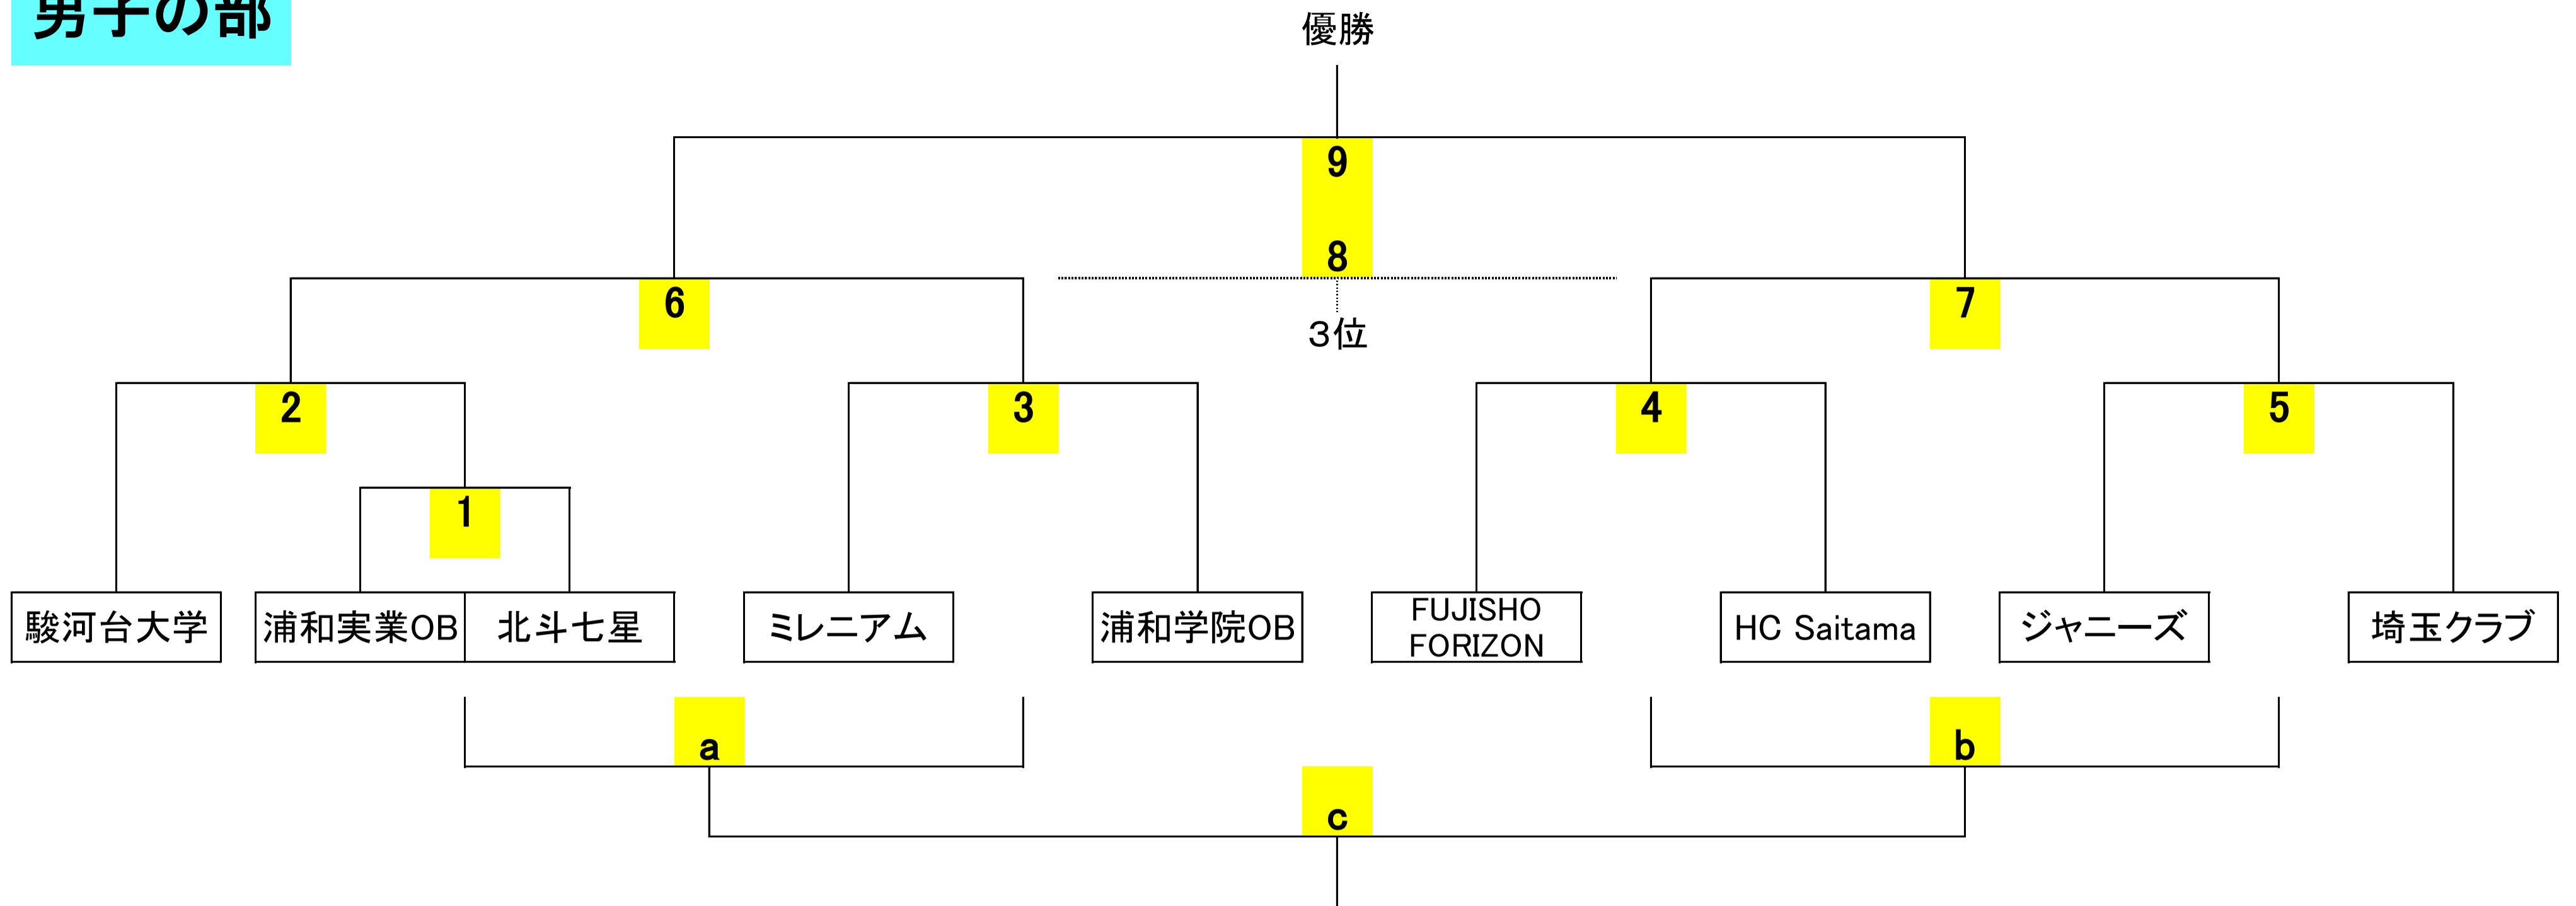 男子の部
優勝
9
8
6
7
3位
2
3
4
5
1
駿河台大学
浦和実業OB
北斗七星
ミレニアム
浦和学院OB
FUJISHO
FORIZON
HC Saitama
ジャニーズ
埼玉クラブ
a
b
c